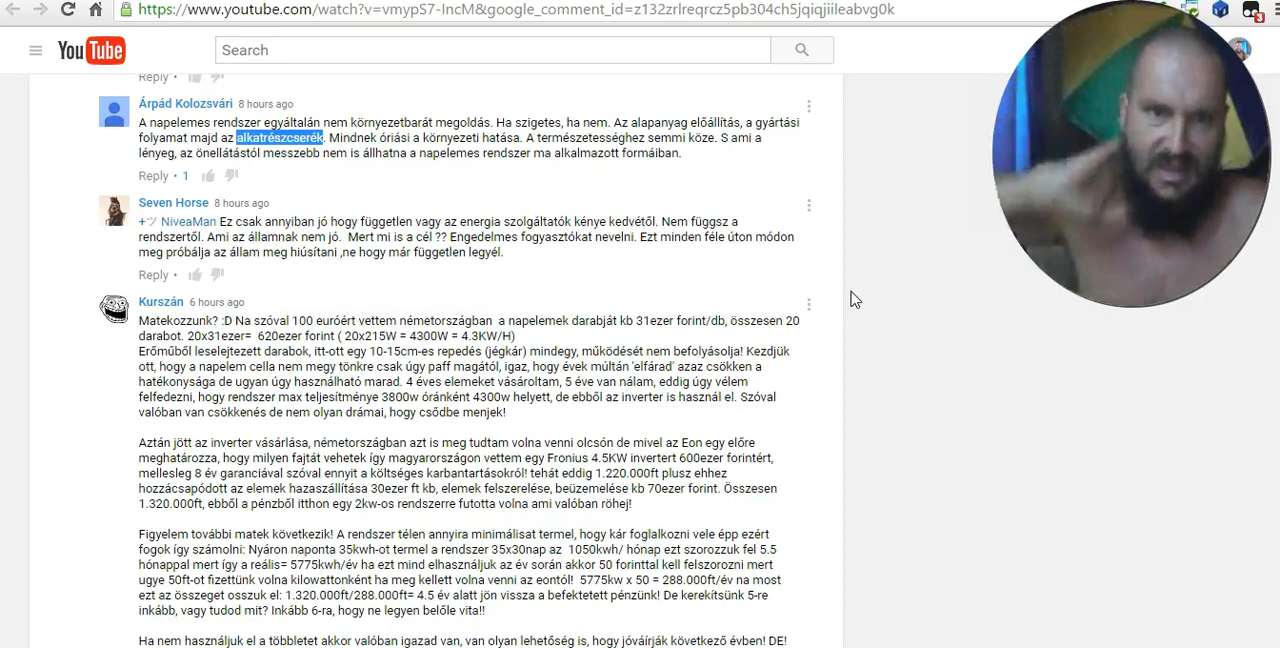 https://www.youtube.com/watch?v=vmypS7-IncM&google_comment_id=z132zrlreqrcz5pb304ch5jqiqjiileabvg0k
3
YouTube
Search
Reply •
Árpád Kolozsvári 8 hours ago
A napelemes rendszer egyáltalán nem környezetbarát megoldás. Ha szigetes, ha nem. Az alapanyag előállítás, a gyártási
folyamat majd az alkatrészcserék. Mindnek óriási a környezeti hatása. A természetességhez semmi köze. S ami a
lényeg, az önellátástól messzebb nem is állhatna a napelemes rendszer ma alkalmazott formáiban.
Reply • 1
Seven Horse 8 hours ago
+ツ NiveaMan Ez csak annyiban jó hogy független vagy az energia szolgáltatók kénye kedvétől. Nem függsz a
rendszertől. Ami az államnak nem jó. Mert mi is a cél ?? Engedelmes fogyasztókat nevelni. Ezt minden féle úton módon
meg próbálja az állam meg hiúsítani ,ne hogy már független legyél.
Reply •
Kurszán 6 hours ago
Matekozzunk? :D Na szóval 100 euróért vettem németországban a napelemek darabját kb 31ezer forint/db, összesen 20
darabot. 20x31ezer= 620ezer forint ( 20x215W = 4300W = 4.3KW/H)
Erőműből leselejtezett darabok, itt-ott egy 10-15cm-es repedés (jégkár) mindegy, működését nem befolyásolja! Kezdjük
ott, hogy a napelem cella nem megy tönkre csak úgy paff magától, igaz, hogy évek múltán 'elfárad' azaz csökken a
hatékonysága de ugyan úgy használható marad. 4 éves elemeket vásároltam, 5 éve van nálam, eddig úgy vélem
felfedezni, hogy rendszer max teljesítménye 3800w óránként 4300w helyett, de ebből az inverter is használ el. Szóval
valóban van csökkenés de nem olyan drámai, hogy csődbe menjek!
Aztán jött az inverter vásárlása, németországban azt is meg tudtam volna venni olcsón de mivel az Eon egy előre
meghatározza, hogy milyen fajtát vehetek így magyarországon vettem egy Fronius 4.5KW invertert 600ezer forintért,
mellesleg 8 év garanciával szóval ennyit a költséges karbantartásokról! tehát eddig 1.220.000ft plusz ehhez
hozzácsapódott az elemek hazaszállítása 30ezer ft kb, elemek felszerelése, beüzemelése kb 70ezer forint. Összesen
1.320.000ft, ebből a pénzből itthon egy 2kw-os rendszerre futotta volna ami valóban röhej!
Figyelem további matek következik! A rendszer télen annyira minimálisat termel, hogy kár foglalkozni vele épp ezért
fogok így számolni: Nyáron naponta 35kwh-ot termel a rendszer 35x30nap az 1050kwh/ hónap ezt szorozzuk fel 5.5
hónappal mert így a reális= 5775kwh/év ha ezt mind elhasználjuk az év során akkor 50 forinttal kell felszorozni mert
ugye 50ft-ot fizettünk volna kilowattonként ha meg kellett volna venni az eontól! 5775kw x 50 = 288.000ft/év na most
ezt az összeget osszuk el: 1.320.000ft/288.000ft= 4.5 év alatt jön vissza a befektetett pénzünk! De kerekítsünk 5-re
inkább, vagy tudod mit? Inkább 6-ra, hogy ne legyen belőle vita!!
Ha nem használjuk el a többletet akkor valóban igazad van, van olyan lehetőség is, hogy jóváírják következő évben! DE!